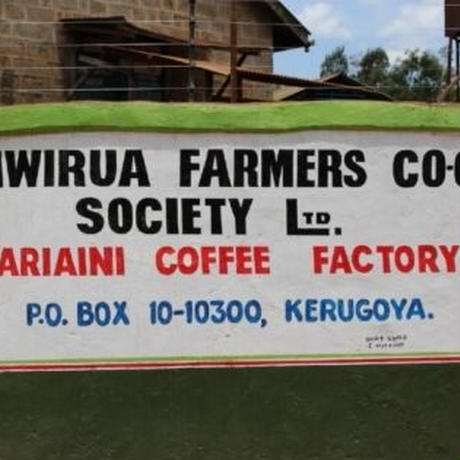 WIRUA FARMERS CO-
SOCIETY LTD.
ARIAINI COFFEE FACTORY
P.O. BOX 10-10300, KERUGOYA.